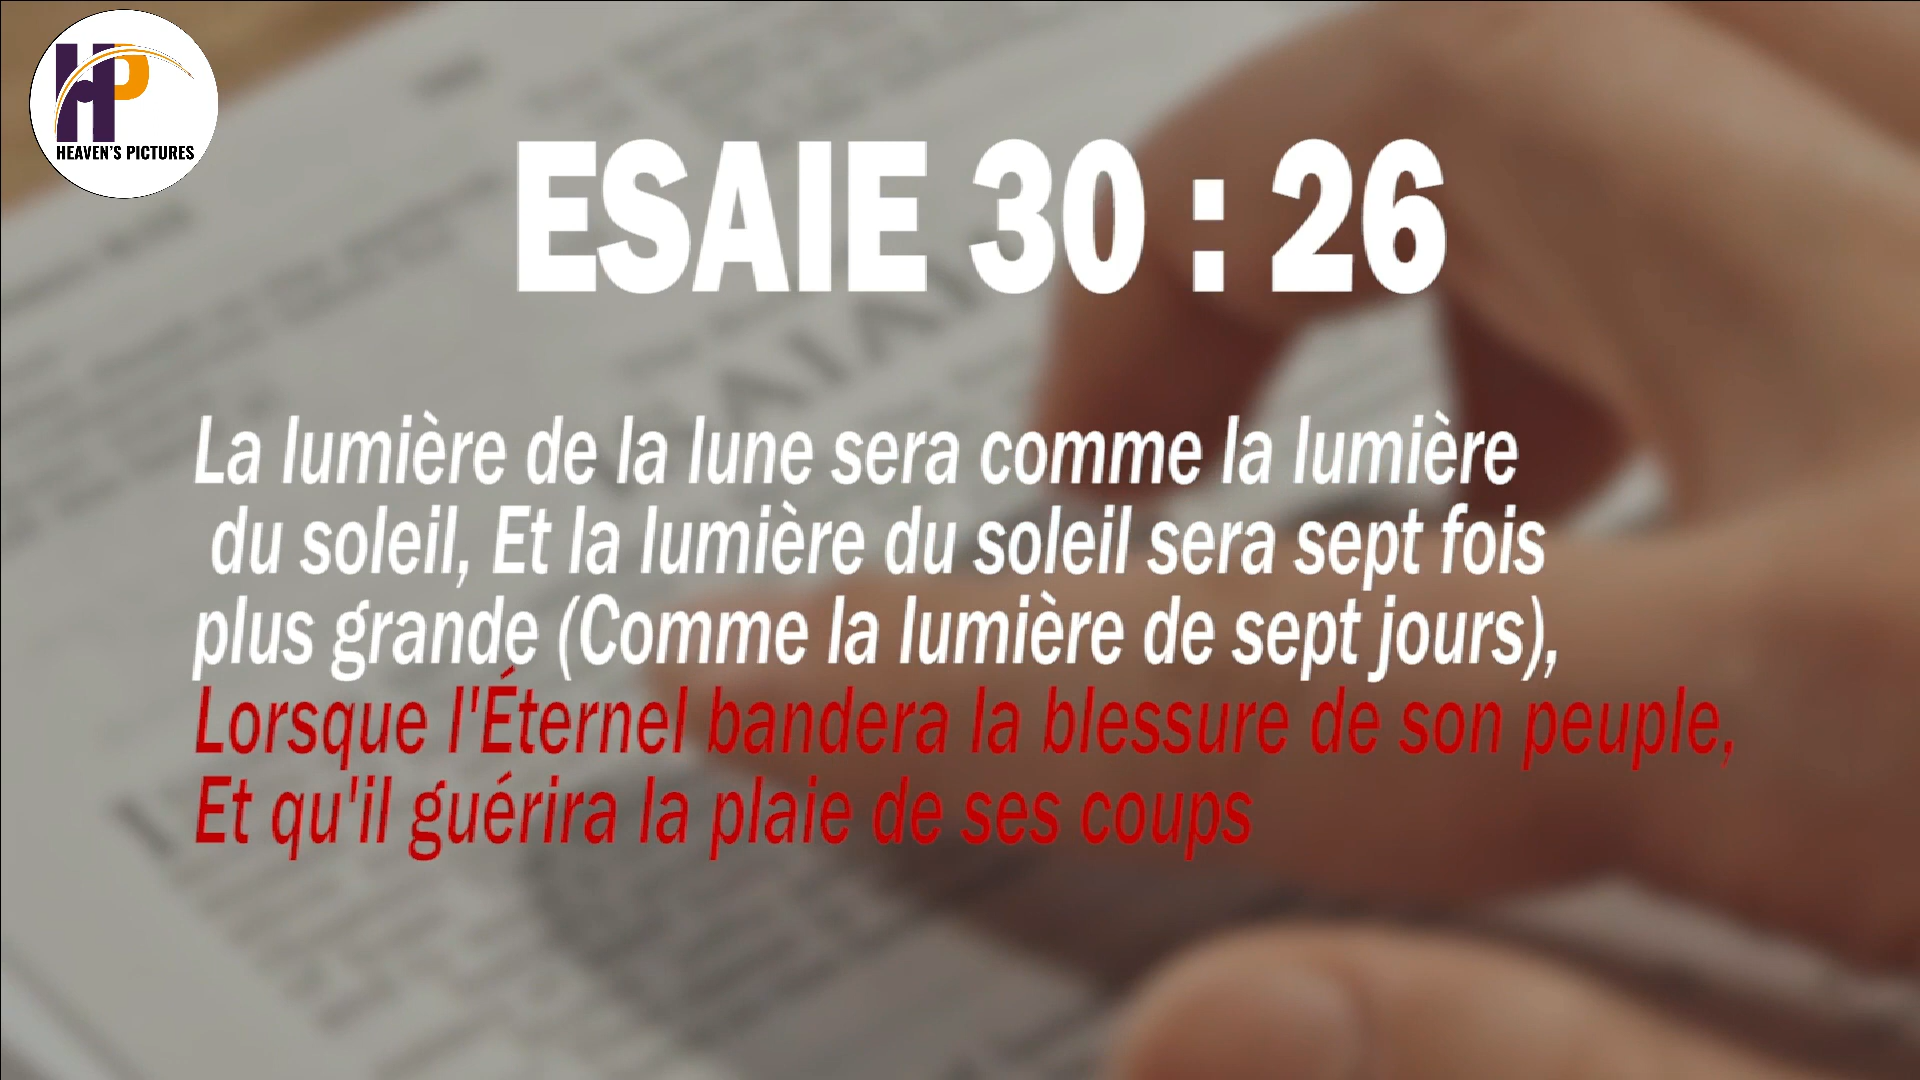 HP
HEAVEN'S PICTURES
ESAIE 30 : 26
La lumière de la lune sera comme la lumière
du soleil, Et la lumière du soleil sera sept fois
plus grande (Comme la lumière de sept jours),
Lorsque l'Éternel bandera la blessure de son peuple,
Et qu'il guérira la plaie de ses coups